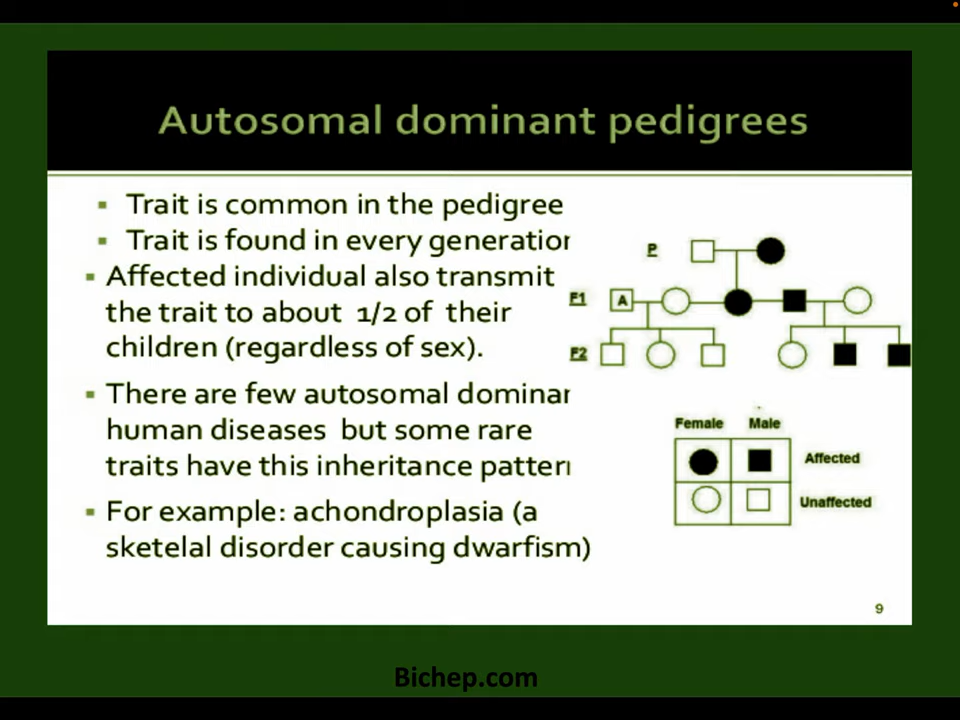 Autosomal dominant pedigrees
▪ Trait is common in the pedigree
▪ Trait is found in every generation
▪ Affected individual also transmit
the trait to about 1/2 of their
children (regardless of sex).
▪ There are few autosomal dominan
human diseases but some rare
traits have this inheritance pattern
▪ For example: achondroplasia (a
sketelal disorder causing dwarfism)
P
F1
A
F2
Female Male
Affected
Unaffected
9
Bichep.com